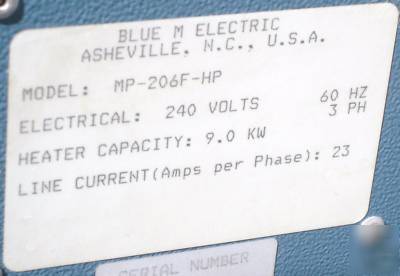 BLUE M ELECTRIC
ASHEVILLE, N.C., U.S.A.
MODEL: MP-206F-HP
ELECTRICAL: 240 VOLTS 60 HZ
3 PH
HEATER CAPACITY: 9.0 KW
LINE CURRENT(Amps per Phase): 23
SERIAL NUMBER